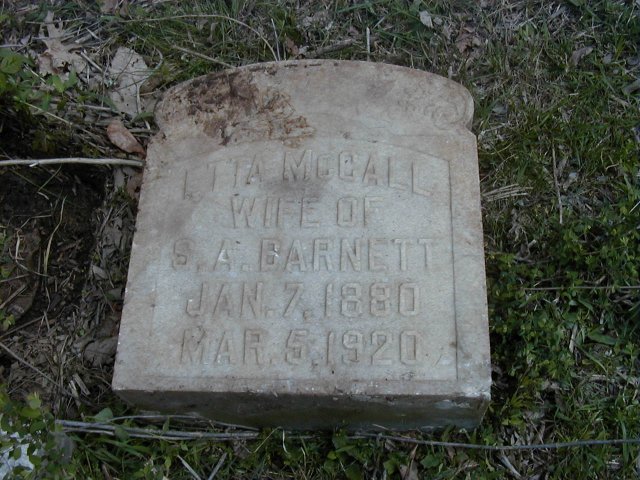 ETTA McCALL
WIFE OF
S. A. BARNETT
JAN. 7, 1880
MAR. 5, 1920